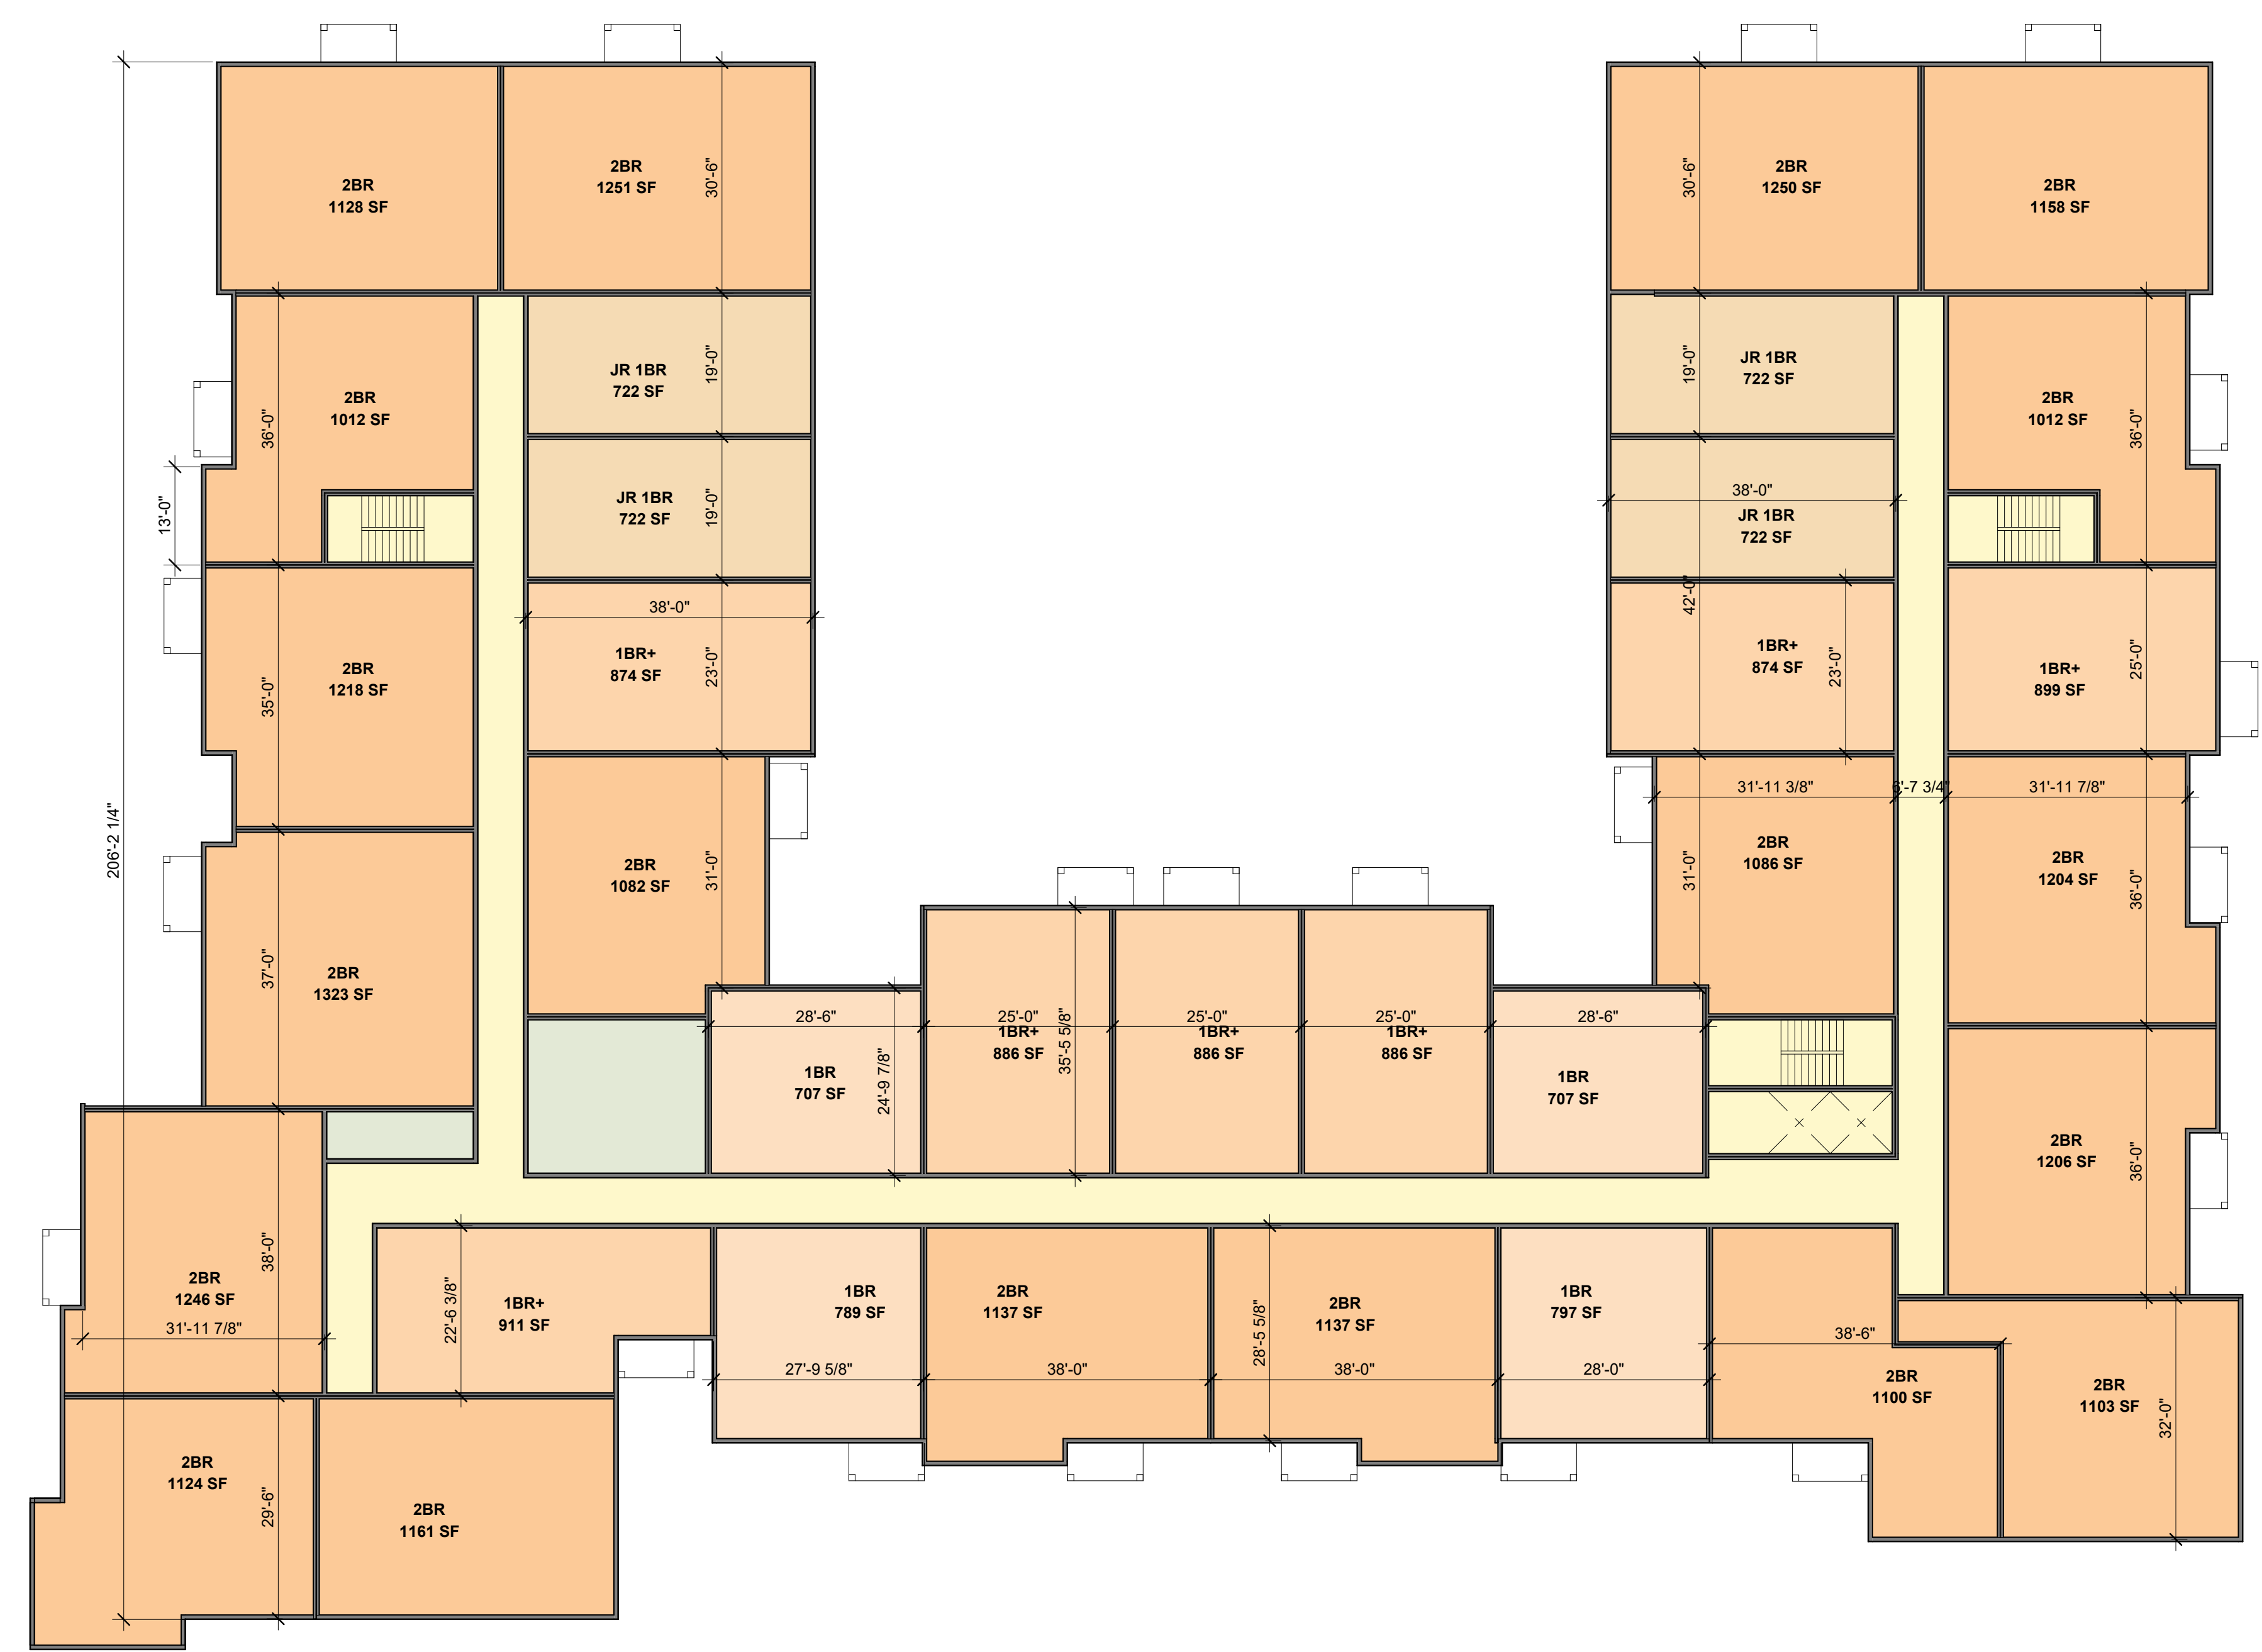 2BR
1128 SF
2BR
1251 SF
30'-6"
30'-6"
2BR
1250 SF
2BR
1158 SF
2BR
1012 SF
36'-0"
13'-0"
JR 1BR
722 SF
19'-0"
JR 1BR
722 SF
19'-0"
19'-0"
JR 1BR
722 SF
38'-0"
JR 1BR
722 SF
2BR
1012 SF
36'-0"
2BR
1218 SF
35'-0"
38'-0"
1BR+
874 SF
23'-0"
42'-0"
1BR+
874 SF
23'-0"
1BR+
899 SF
25'-0"
206'-2 1/4"
2BR
1323 SF
37'-0"
2BR
1082 SF
31'-0"
31'-11 3/8"
31'-11 7/8"
2BR
1086 SF
31'-0"
2BR
1204 SF
36'-0"
28'-6"
25'-0"
25'-0"
25'-0"
28'-6"
1BR
707 SF
24'-9 7/8"
1BR+
886 SF
35'-5 5/8"
1BR+
886 SF
1BR+
886 SF
1BR
707 SF
2BR
1206 SF
36'-0"
2BR
1246 SF
38'-0"
31'-11 7/8"
22'-6 3/8"
1BR+
911 SF
1BR
789 SF
27'-9 5/8"
2BR
1137 SF
38'-0"
28'-5 5/8"
2BR
1137 SF
38'-0"
1BR
797 SF
28'-0"
38'-6"
2BR
1100 SF
2BR
1103 SF
32'-0"
2BR
1124 SF
29'-6"
2BR
1161 SF